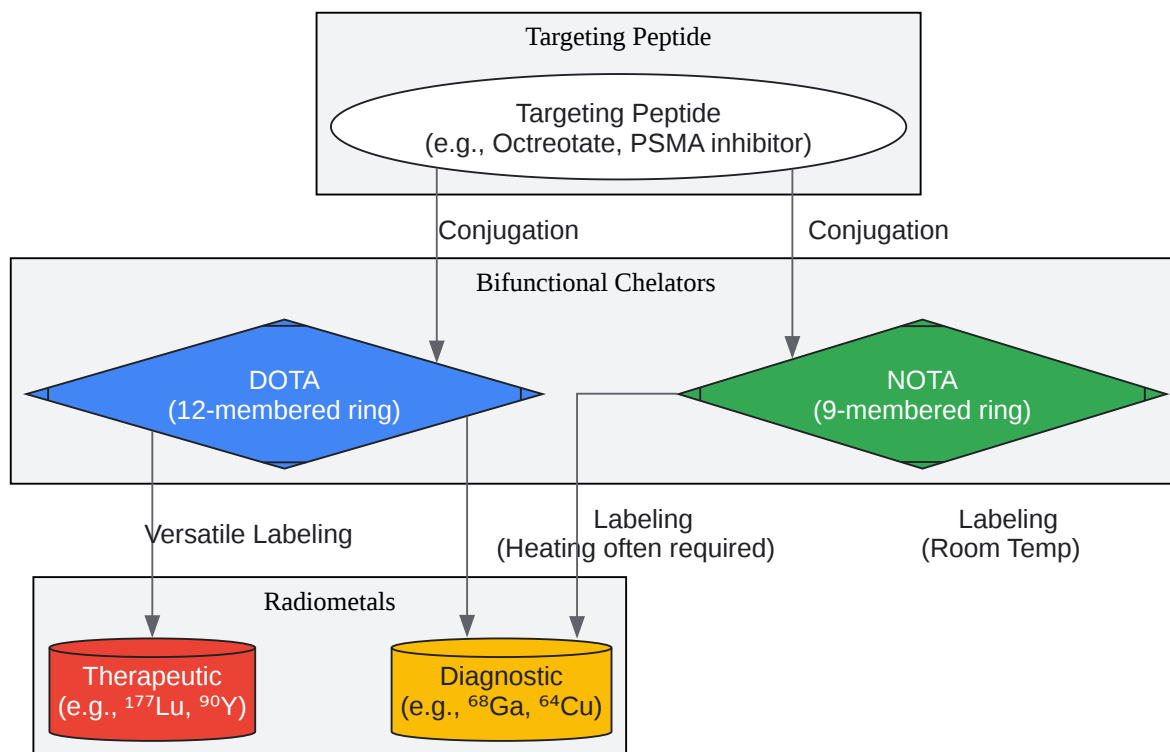 Targeting Peptide
Targeting Peptide
(e.g., Octreotate, PSMA inhibitor)
Conjugation
Conjugation
Bifunctional Chelators
DOTA
(12-membered ring)
NOTA
(9-membered ring)
Versatile Labeling
Labeling
(Heating often required)
Labeling
(Room Temp)
Radiometals
Therapeutic
(e.g., ¹⁷⁷Lu, ⁹⁰Y)
Diagnostic
(e.g., ⁶⁸Ga, ⁶⁴Cu)